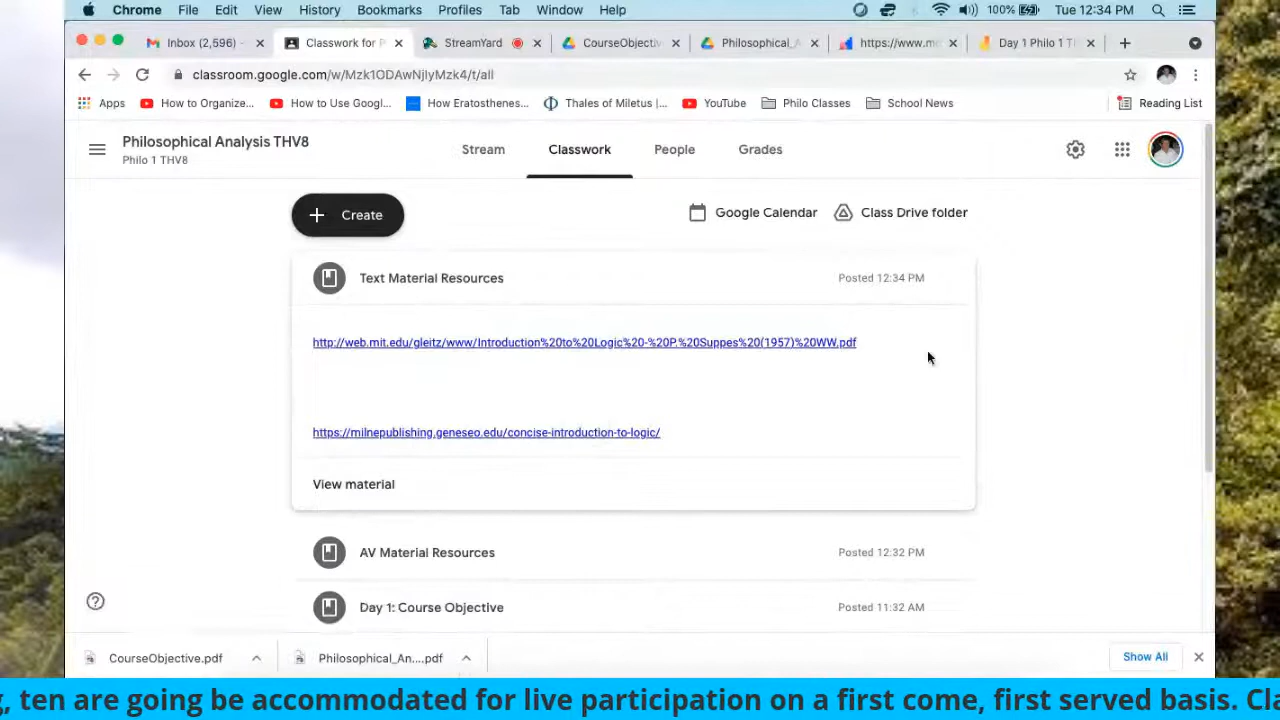 Chrome File Edit View History Bookmarks Profiles Tab Window Help 100% Tue 12:34 PM
Inbox (2,596) - Classwork for P StreamYard CourseObjectiv Philosophical_A https://www.me Day 1 Philo 1 TH
classroom.google.com/w/Mzk1ODAwNjIyMzk4/t/all
Apps How to Organize... How to Use Googl... How Eratosthenes... Thales of Miletus |... YouTube Philo Classes School News Reading List
Philosophical Analysis THV8
Philo 1 THV8
Stream Classwork People Grades
+ Create
Google Calendar Class Drive folder
Text Material Resources Posted 12:34 PM
http://web.mit.edu/gleitz/www/Introduction%20to%20Logic%20-%20P.%20Suppes%20(1957)%20WW.pdf
https://milnepublishing.geneseo.edu/concise-introduction-to-logic/
View material
AV Material Resources Posted 12:32 PM
Day 1: Course Objective Posted 11:32 AM
CourseObjective.pdf Philosophical_An....pdf Show All
g, ten are going be accommodated for live participation on a first come, first served basis. Cla